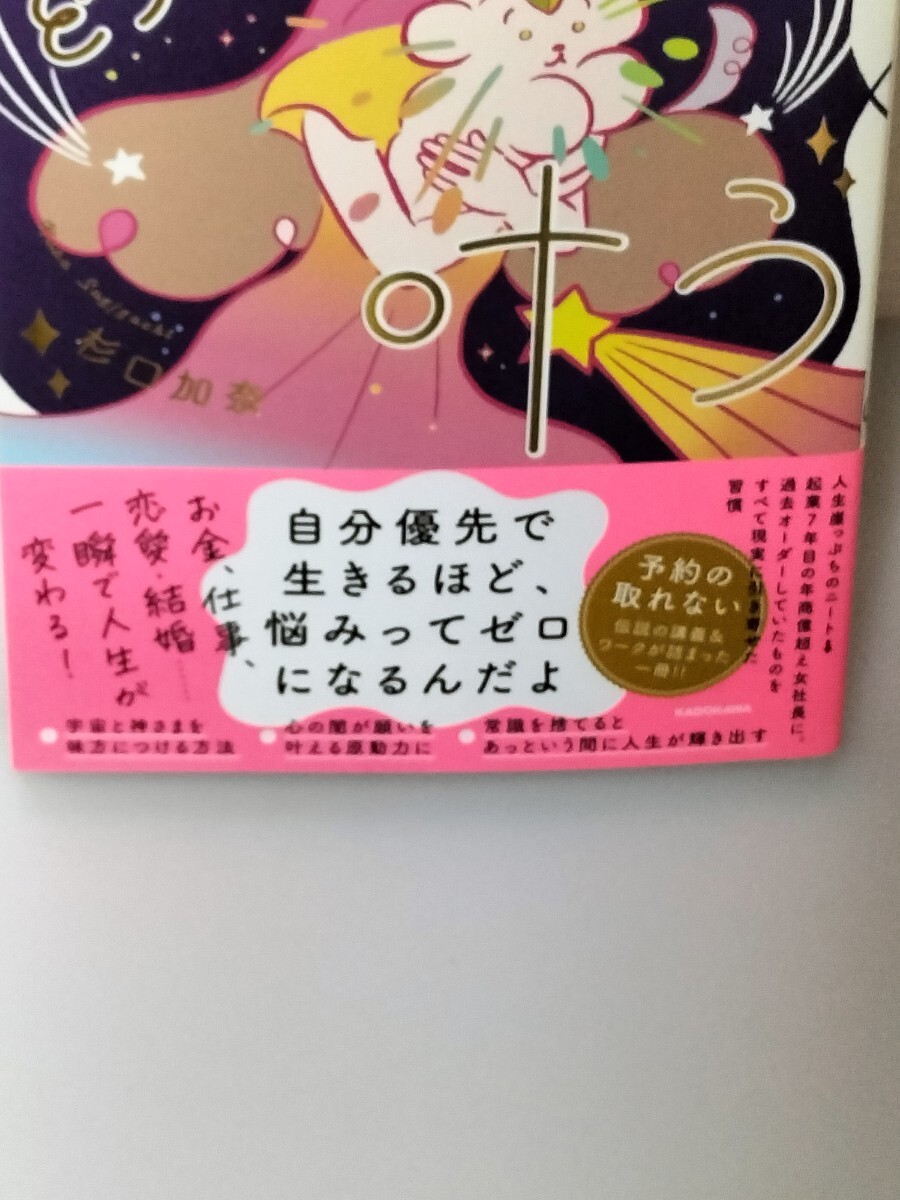 を
叶う
Kana Sugiguchi
杉口加奈
人生崖っぷちのニート→
起業7年目の年商億超え女社長に。
過去オーダーしていたものを
すべて現実に引き寄せた
習慣
自分優先で
生きるほど、
悩みってゼロ
になるんだよ
予約の
取れない
伝説の講義&
ワークが詰まった
一冊!!
お金、仕事、
恋愛・結婚……
一瞬で人生が
変わる!
KADOKAWA
宇宙と神さまを
味方につける方法
心の闇が願いを
叶える原動力に
常識を捨てると
あっという間に人生が輝き出す